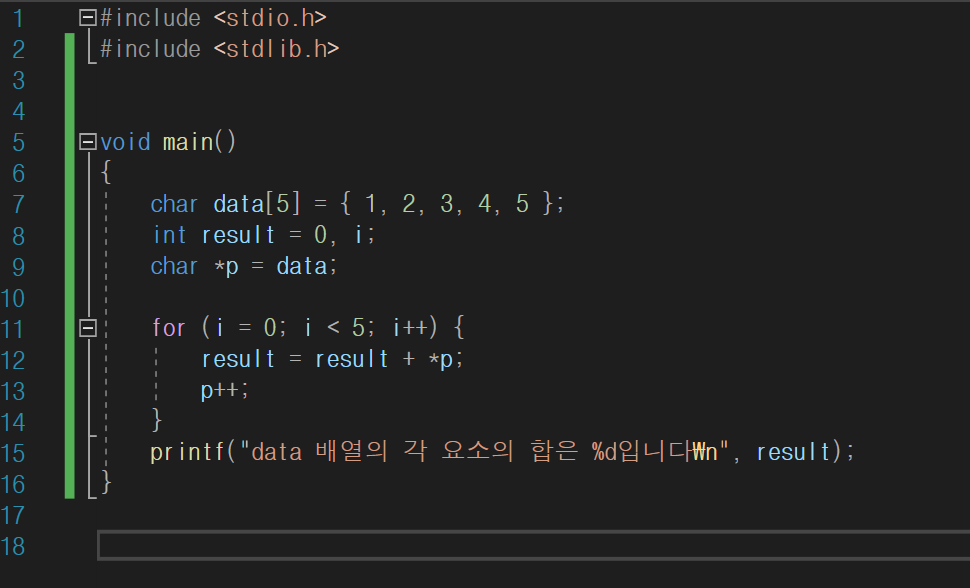 1 #include <stdio.h>
2 #include <stdlib.h>
3
4
5 void main()
6 {
7 char data[5] = { 1, 2, 3, 4, 5 };
8 int result = 0, i;
9 char *p = data;
10
11 for (i = 0; i < 5; i++) {
12 result = result + *p;
13 p++;
14 }
15 printf("data 배열의 각 요소의 합은 %d입니다₩n", result);
16 }
17
18